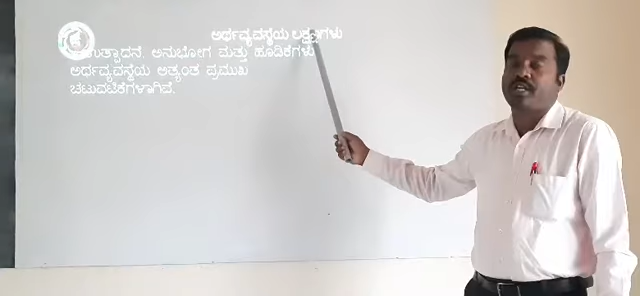 ಅರ್ಥವ್ಯವಸ್ಥೆಯ ಲಕ್ಷಣಗಳು
ಉತ್ಪಾದನೆ, ಅನುಭೋಗ ಮತ್ತು ಹೂಡಿಕೆಗಳು
ಅರ್ಥವ್ಯವಸ್ಥೆಯ ಅತ್ಯಂತ ಪ್ರಮುಖ
ಚಟುವಟಿಕೆಗಳಾಗಿವೆ.